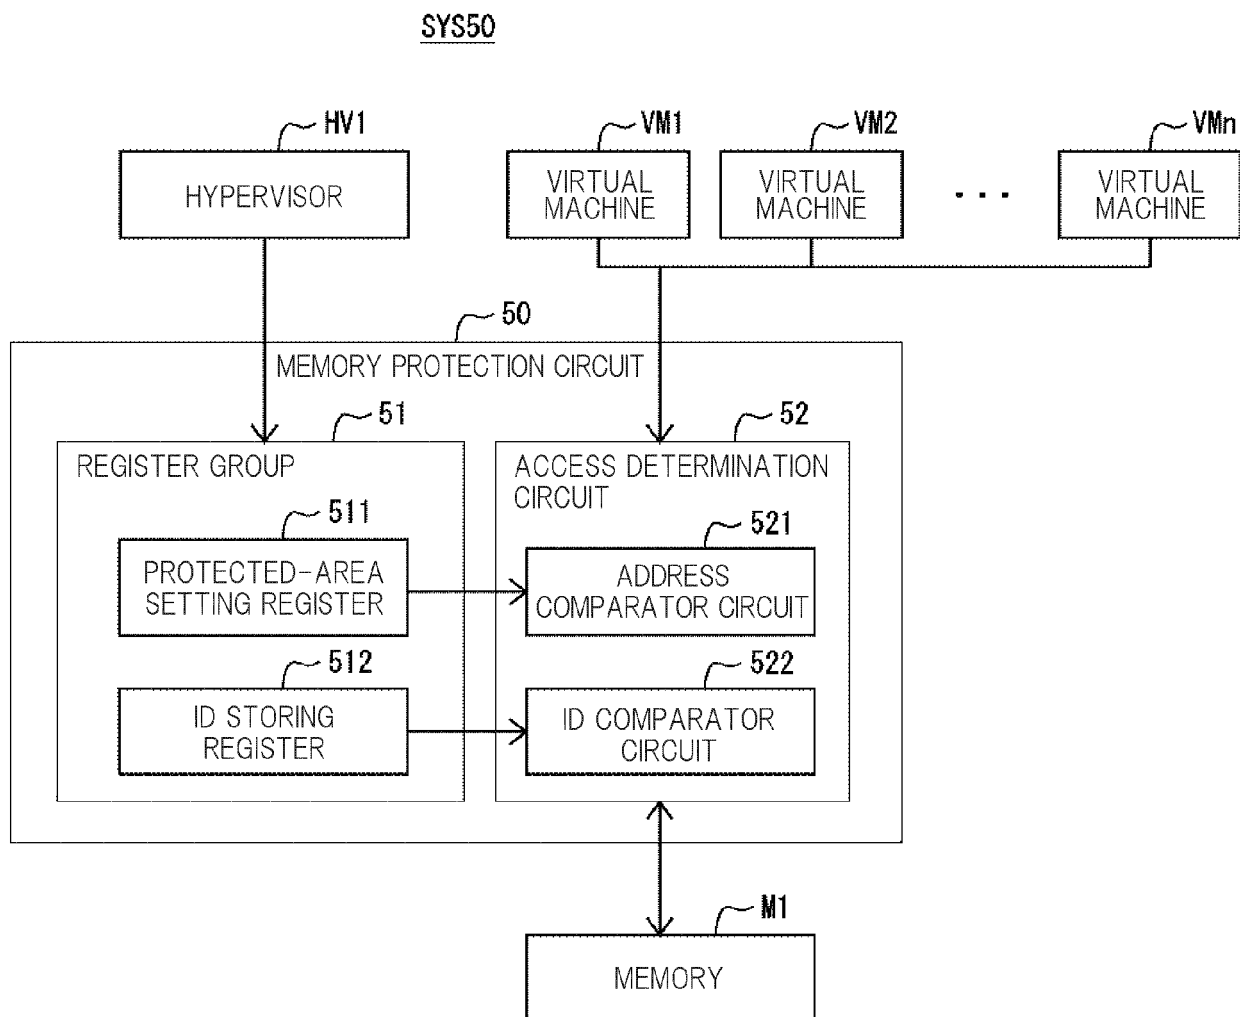 SYS50
HV1
VM1
VM2
VMn
HYPERVISOR
VIRTUAL
MACHINE
VIRTUAL
MACHINE
...
VIRTUAL
MACHINE
50
MEMORY PROTECTION CIRCUIT
51
52
REGISTER GROUP
ACCESS DETERMINATION
CIRCUIT
511
PROTECTED-AREA
SETTING REGISTER
521
ADDRESS
COMPARATOR CIRCUIT
512
ID STORING
REGISTER
522
ID COMPARATOR
CIRCUIT
M1
MEMORY